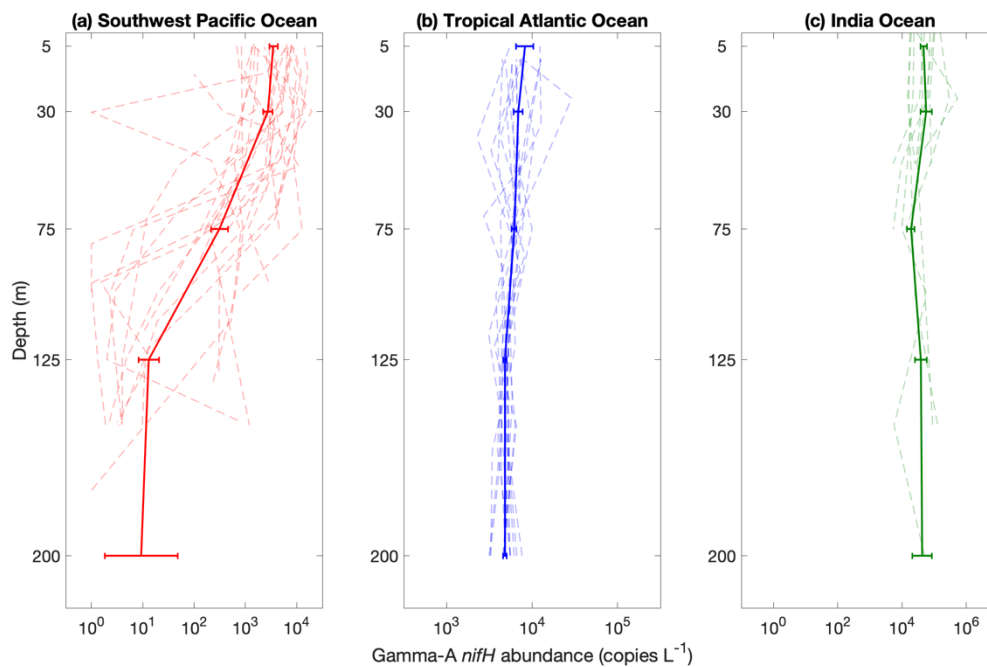 (a) Southwest Pacific Ocean
(b) Tropical Atlantic Ocean
(c) India Ocean
Depth (m)
5
30
75
125
200
10^0 10^1 10^2 10^3 10^4
5
30
75
125
200
10^3 10^4 10^5
5
30
75
125
200
10^0 10^2 10^4 10^6
Gamma-A nifH abundance (copies L^-1)